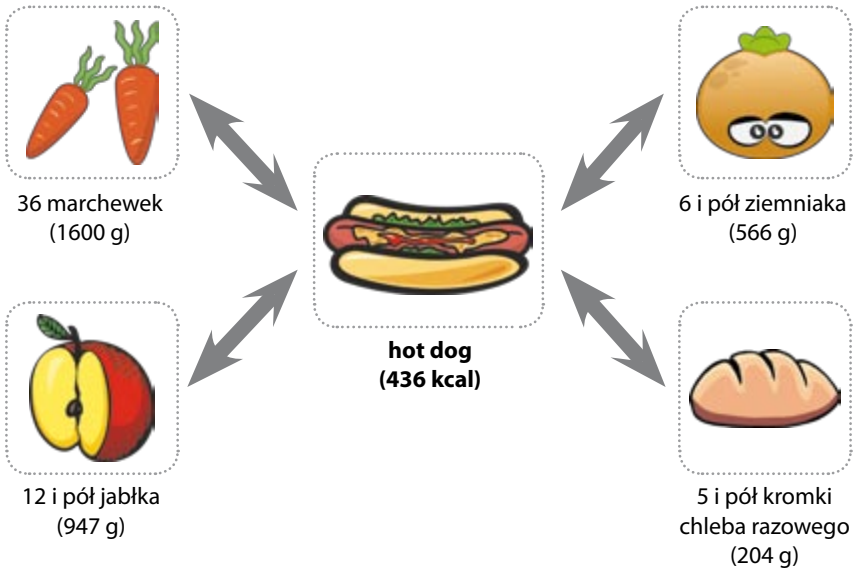 36 marchewek
(1600 g)
6 i pół ziemniaka
(566 g)
hot dog
(436 kcal)
12 i pół jabłka
(947 g)
5 i pół kromki
chleba razowego
(204 g)